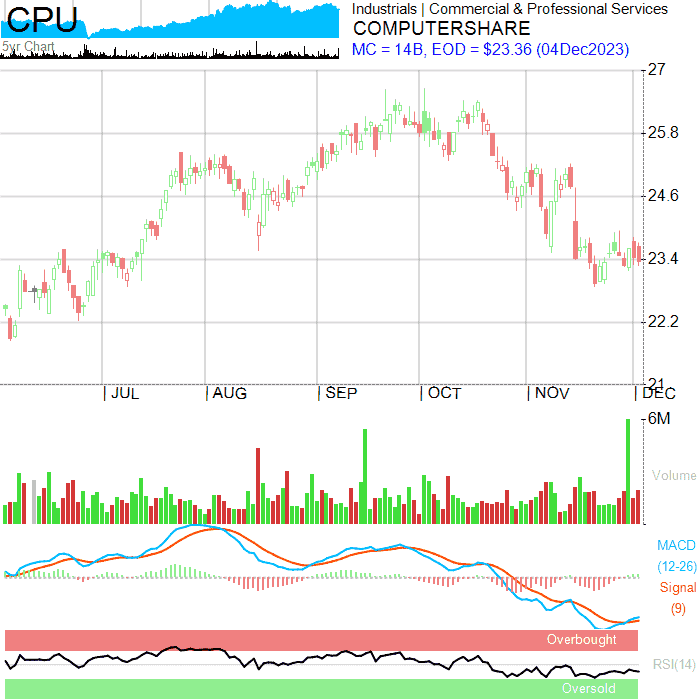 CPU
5yr Chart
Industrials | Commercial & Professional Services
COMPUTERSHARE
MC = 14B, EOD = $23.36 (04Dec2023)
27
25.8
24.6
23.4
22.2
21
JUL AUG SEP OCT NOV DEC
6M
Volume
MACD
(12-26)
Signal
(9)
Overbought
RSI(14)
Oversold